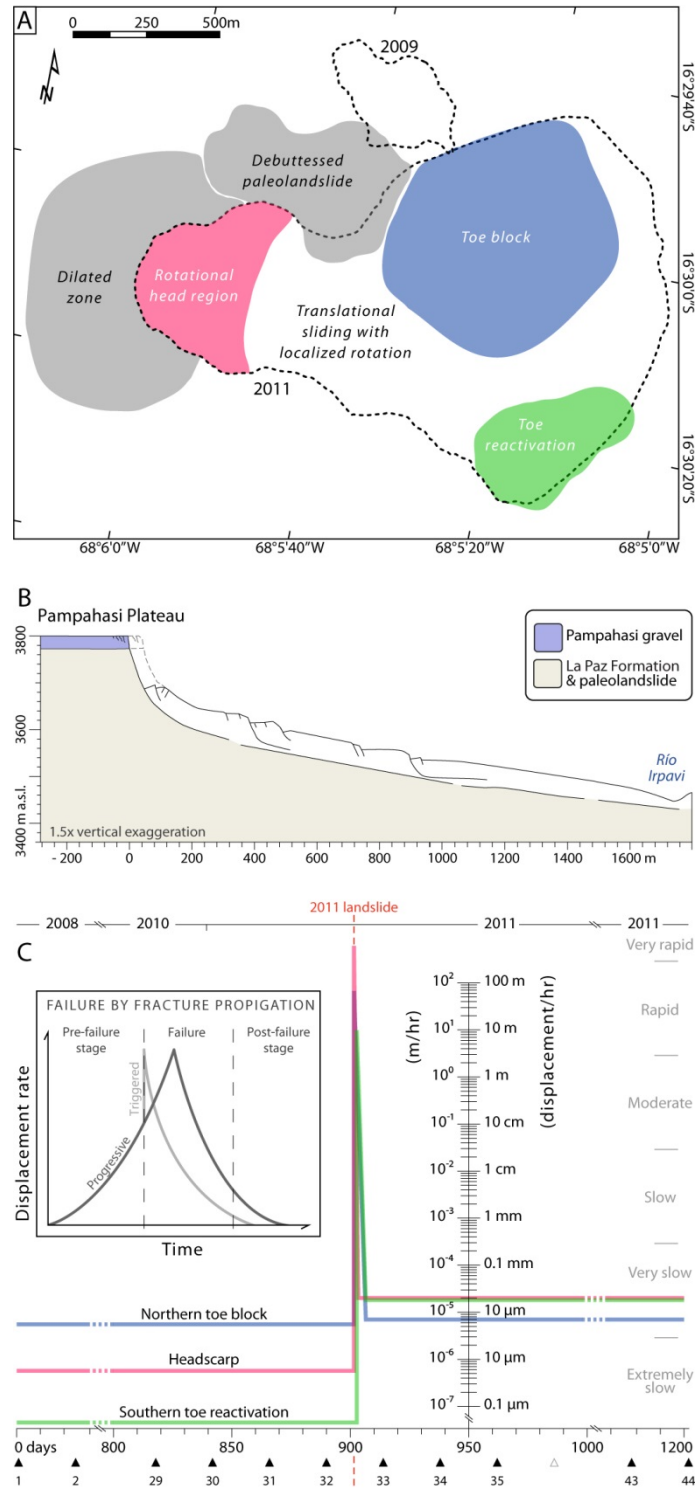 A
0 250 500m
N
2009
16°29'40"S
Debuttressed
paleolandslide
Toe block
Dilated
zone
Rotational
head region
16°30'0"S
Translational
sliding with
localized rotation
2011
Toe
reactivation
16°30'20"S
68°6'0"W 68°5'40"W 68°5'20"W 68°5'0"W
B
Pampahasi Plateau
3800
3600
3400 m a.s.l.
Pampahasi gravel
La Paz Formation
& paleolandslide
Río
Irpavi
1.5x vertical exaggeration
- 200 0 200 400 600 800 1000 1200 1400 1600 m
2011 landslide
2008 2010 2011 2011
C
FAILURE BY FRACTURE PROPIGATION
Pre-failure
stage
Failure
Post-failure
stage
Triggered
Progressive
Displacement rate
Time
(m/hr)
(displacement/hr)
10² 100 m
10¹ 10 m
10⁰ 1 m
10⁻¹ 10 cm
10⁻² 1 cm
10⁻³ 1 mm
10⁻⁴ 0.1 mm
10⁻⁵ 10 µm
10⁻⁶ 10 µm
10⁻⁷ 0.1 µm
Very rapid
Rapid
Moderate
Slow
Very slow
Extremely
slow
Northern toe block
Headscarp
Southern toe reactivation
0 days 800 850 900 950 1000 1200
1 2 29 30 31 32 33 34 35 43 44